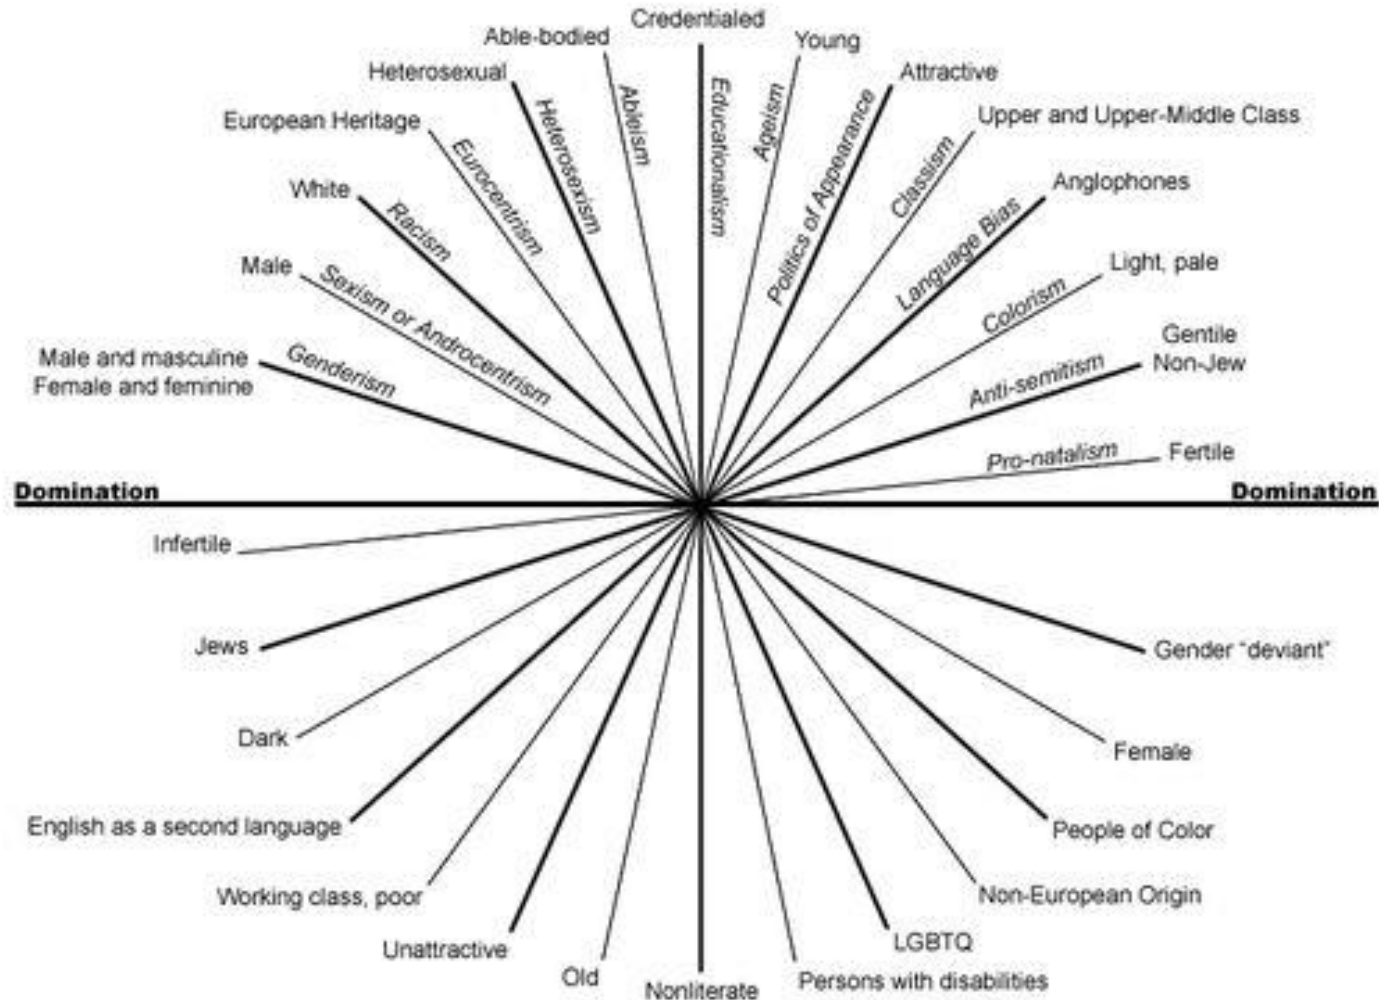 Credentialed
Able-bodied
Young
Heterosexual
Attractive
European Heritage
Upper and Upper-Middle Class
White
Anglophones
Male
Light, pale
Gentile
Non-Jew
Male and masculine
Female and feminine
Fertile
Genderism
Sexism or Androcentrism
Racism
Eurocentrism
Heterosexism
Ableism
Educationalism
Ageism
Politics of Appearance
Classism
Language Bias
Colorism
Anti-semitism
Pro-natalism
Domination
Domination
Infertile
Jews
Gender “deviant”
Dark
Female
English as a second language
People of Color
Working class, poor
Non-European Origin
Unattractive
LGBTQ
Old
Persons with disabilities
Nonliterate